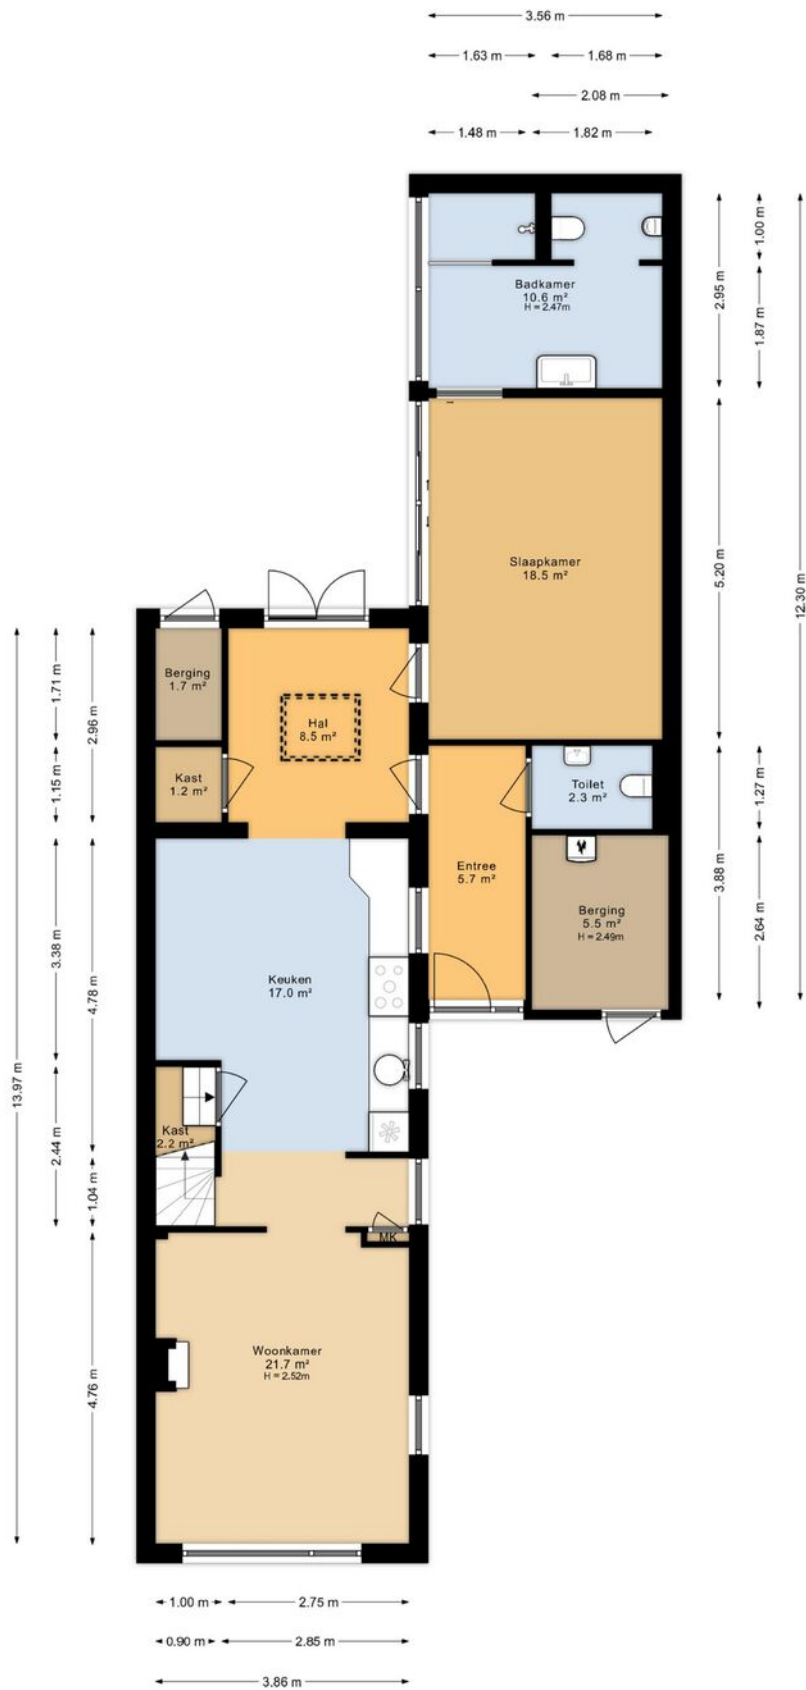 3.56 m
1.63 m
1.68 m
2.08 m
1.48 m
1.82 m
1.00 m
2.95 m
1.87 m
12.30 m
Badkamer
10.6 m²
H = 2.47m
Slaapkamer
18.5 m²
5.20 m
Berging
1.7 m²
Hal
8.5 m²
Kast
1.2 m²
1.71 m
2.96 m
1.15 m
Toilet
2.3 m²
1.27 m
3.88 m
Entree
5.7 m²
Berging
5.5 m²
H = 2.49m
2.64 m
Keuken
17.0 m²
3.38 m
4.78 m
13.97 m
2.44 m
Kast
2.2 m²
1.04 m
MK
Woonkamer
21.7 m²
H = 2.52m
4.76 m
1.00 m
2.75 m
0.90 m
2.85 m
3.86 m